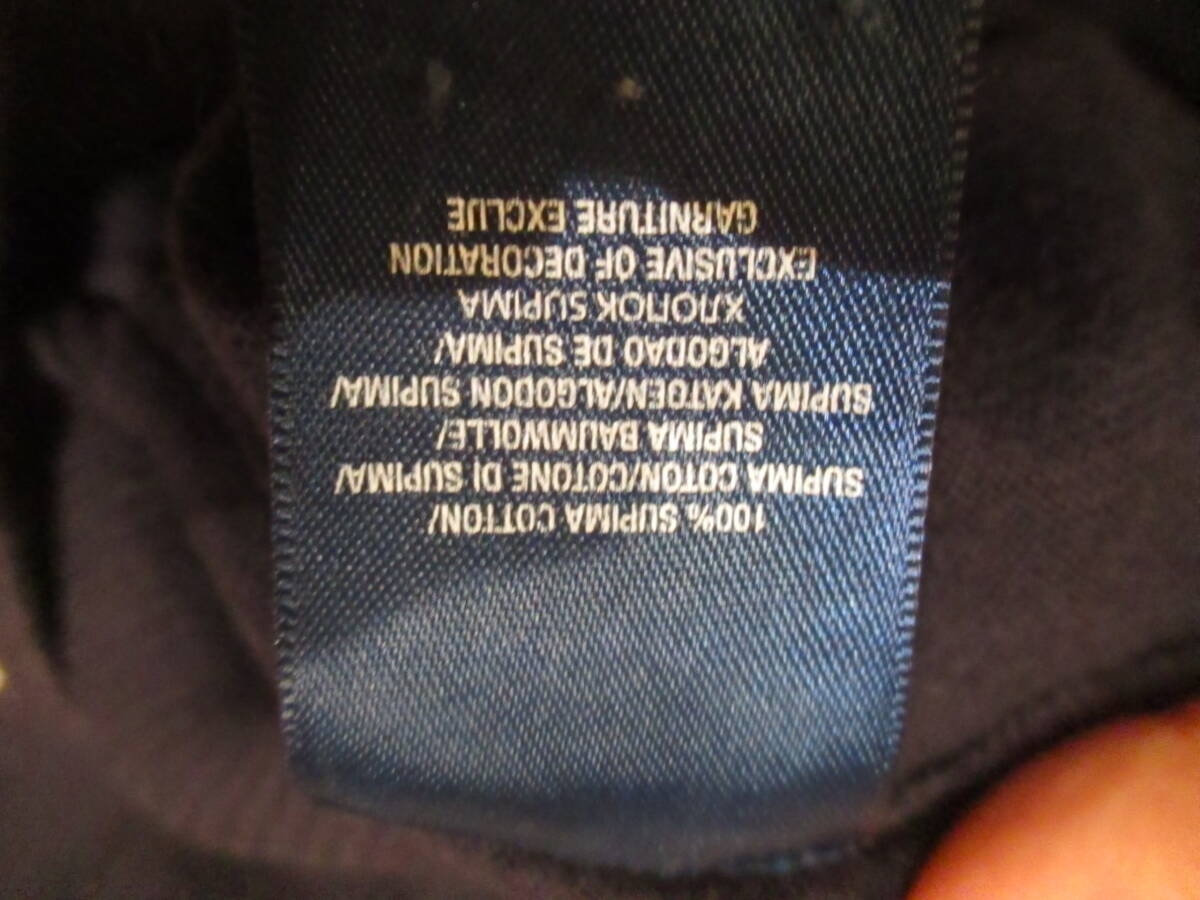 100% SUPIMA COTTON/
SUPIMA COTON/COTONE DI SUPIMA/
SUPIMA BAUMWOLLE/
SUPIMA KATOEN/ALGODON SUPIMA/
ALGODAO DE SUPIMA/
ХЛОПОК SUPIMA
EXCLUSIVE OF DECORATION
GARNITURE EXCLUE